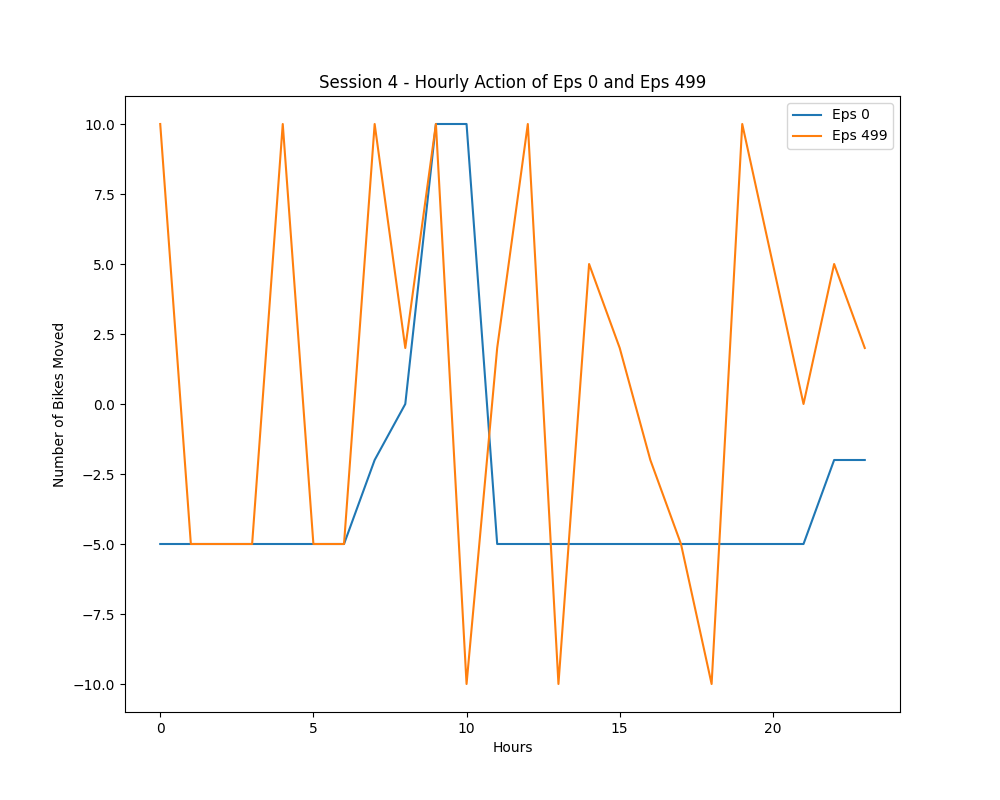 Session 4 - Hourly Action of Eps 0 and Eps 499
Eps 0
Eps 499
Number of Bikes Moved
10.0
7.5
5.0
2.5
0.0
−2.5
−5.0
−7.5
−10.0
0 5 10 15 20
Hours